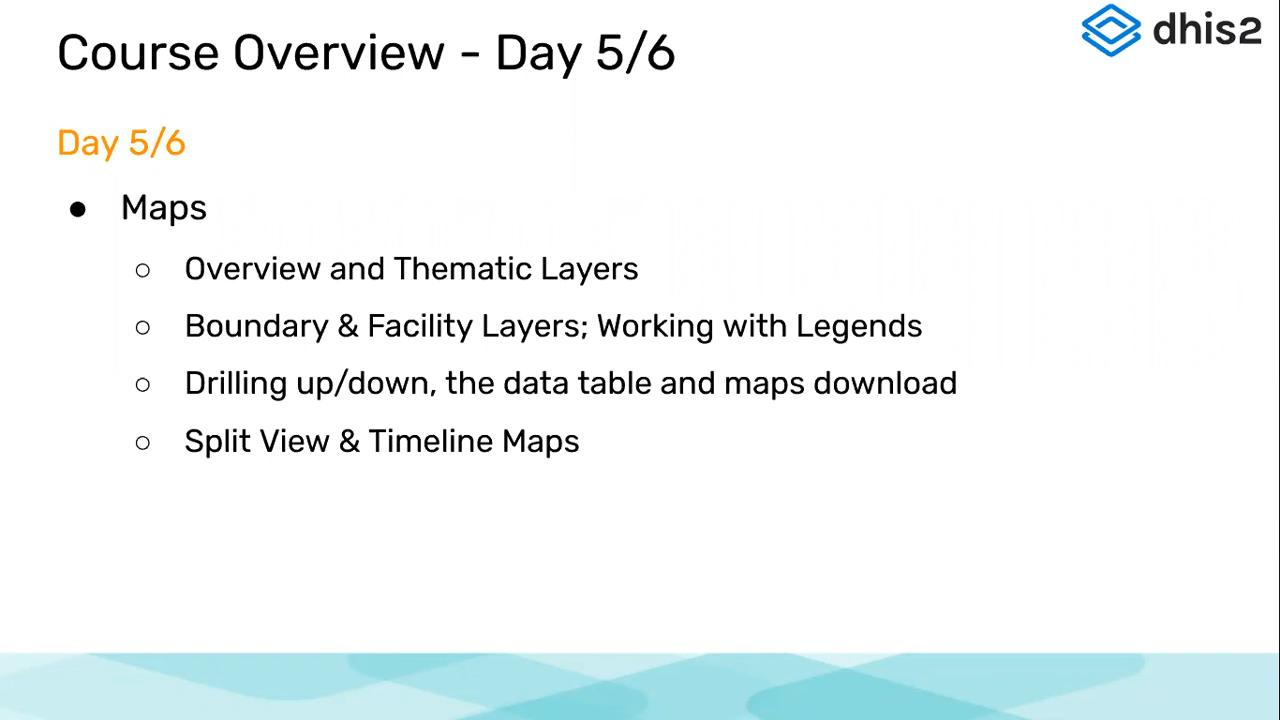 Course Overview - Day 5/6
dhis2
Day 5/6
● Maps
○ Overview and Thematic Layers
○ Boundary & Facility Layers; Working with Legends
○ Drilling up/down, the data table and maps download
○ Split View & Timeline Maps